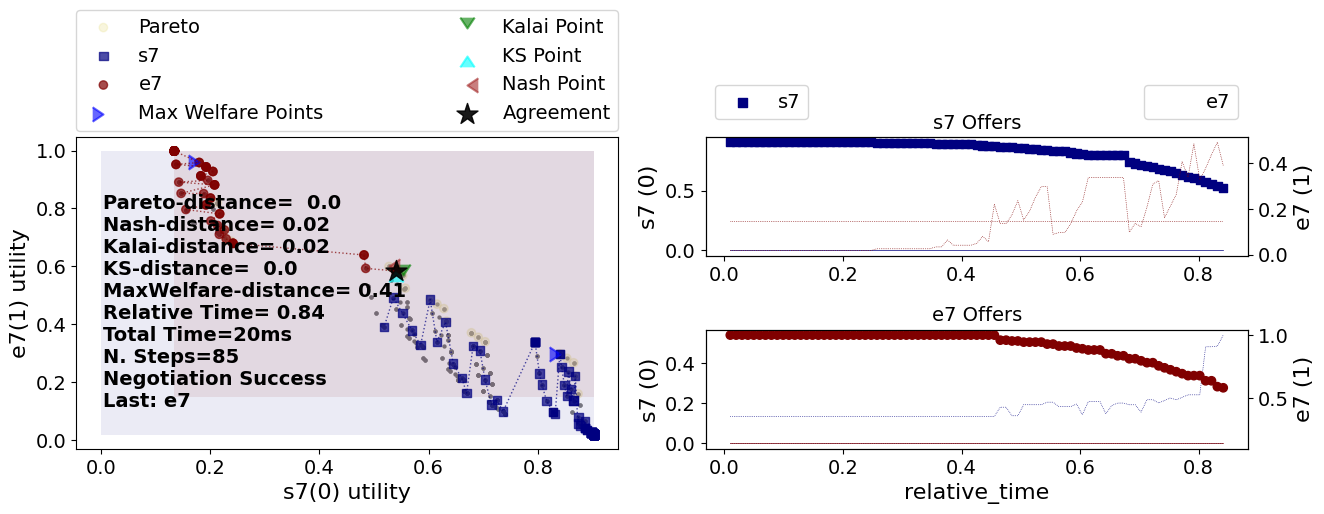 Pareto
s7
e7
Max Welfare Points
Kalai Point
KS Point
Nash Point
Agreement
1.0
0.8
0.6
0.4
0.2
0.0
e7(1) utility
Pareto-distance=  0.0
Nash-distance= 0.02
Kalai-distance= 0.02
KS-distance=  0.0
MaxWelfare-distance= 0.41
Relative Time= 0.84
Total Time=20ms
N. Steps=85
Negotiation Success
Last: e7
0.0 0.2 0.4 0.6 0.8
s7(0) utility
s7
e7
s7 Offers
s7 (0)
0.5
0.0
0.4
0.2
0.0
e7 (1)
0.0 0.2 0.4 0.6 0.8
e7 Offers
s7 (0)
0.4
0.2
0.0
1.0
0.5
e7 (1)
0.0 0.2 0.4 0.6 0.8
relative_time